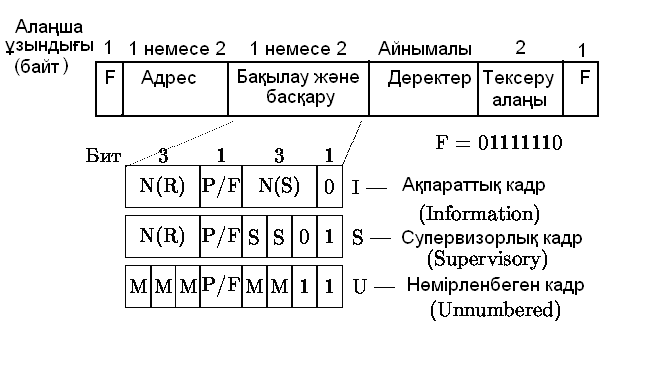 Алаңша
ұзындығы 1 1 немесе 2 1 немесе 2 Айнымалы 2 1
(байт)
F Адрес Бақылау және Деректер Тексеру F
басқару алаңы
F = 01111110
Бит 3 1 3 1
N(R) P/F N(S) 0 I — Ақпараттық кадр
(Information)
N(R) P/F S S 0 1 S — Супервизорлық кадр
(Supervisory)
M M M P/F M M 1 1 U — Немірленбеген кадр
(Unnumbered)